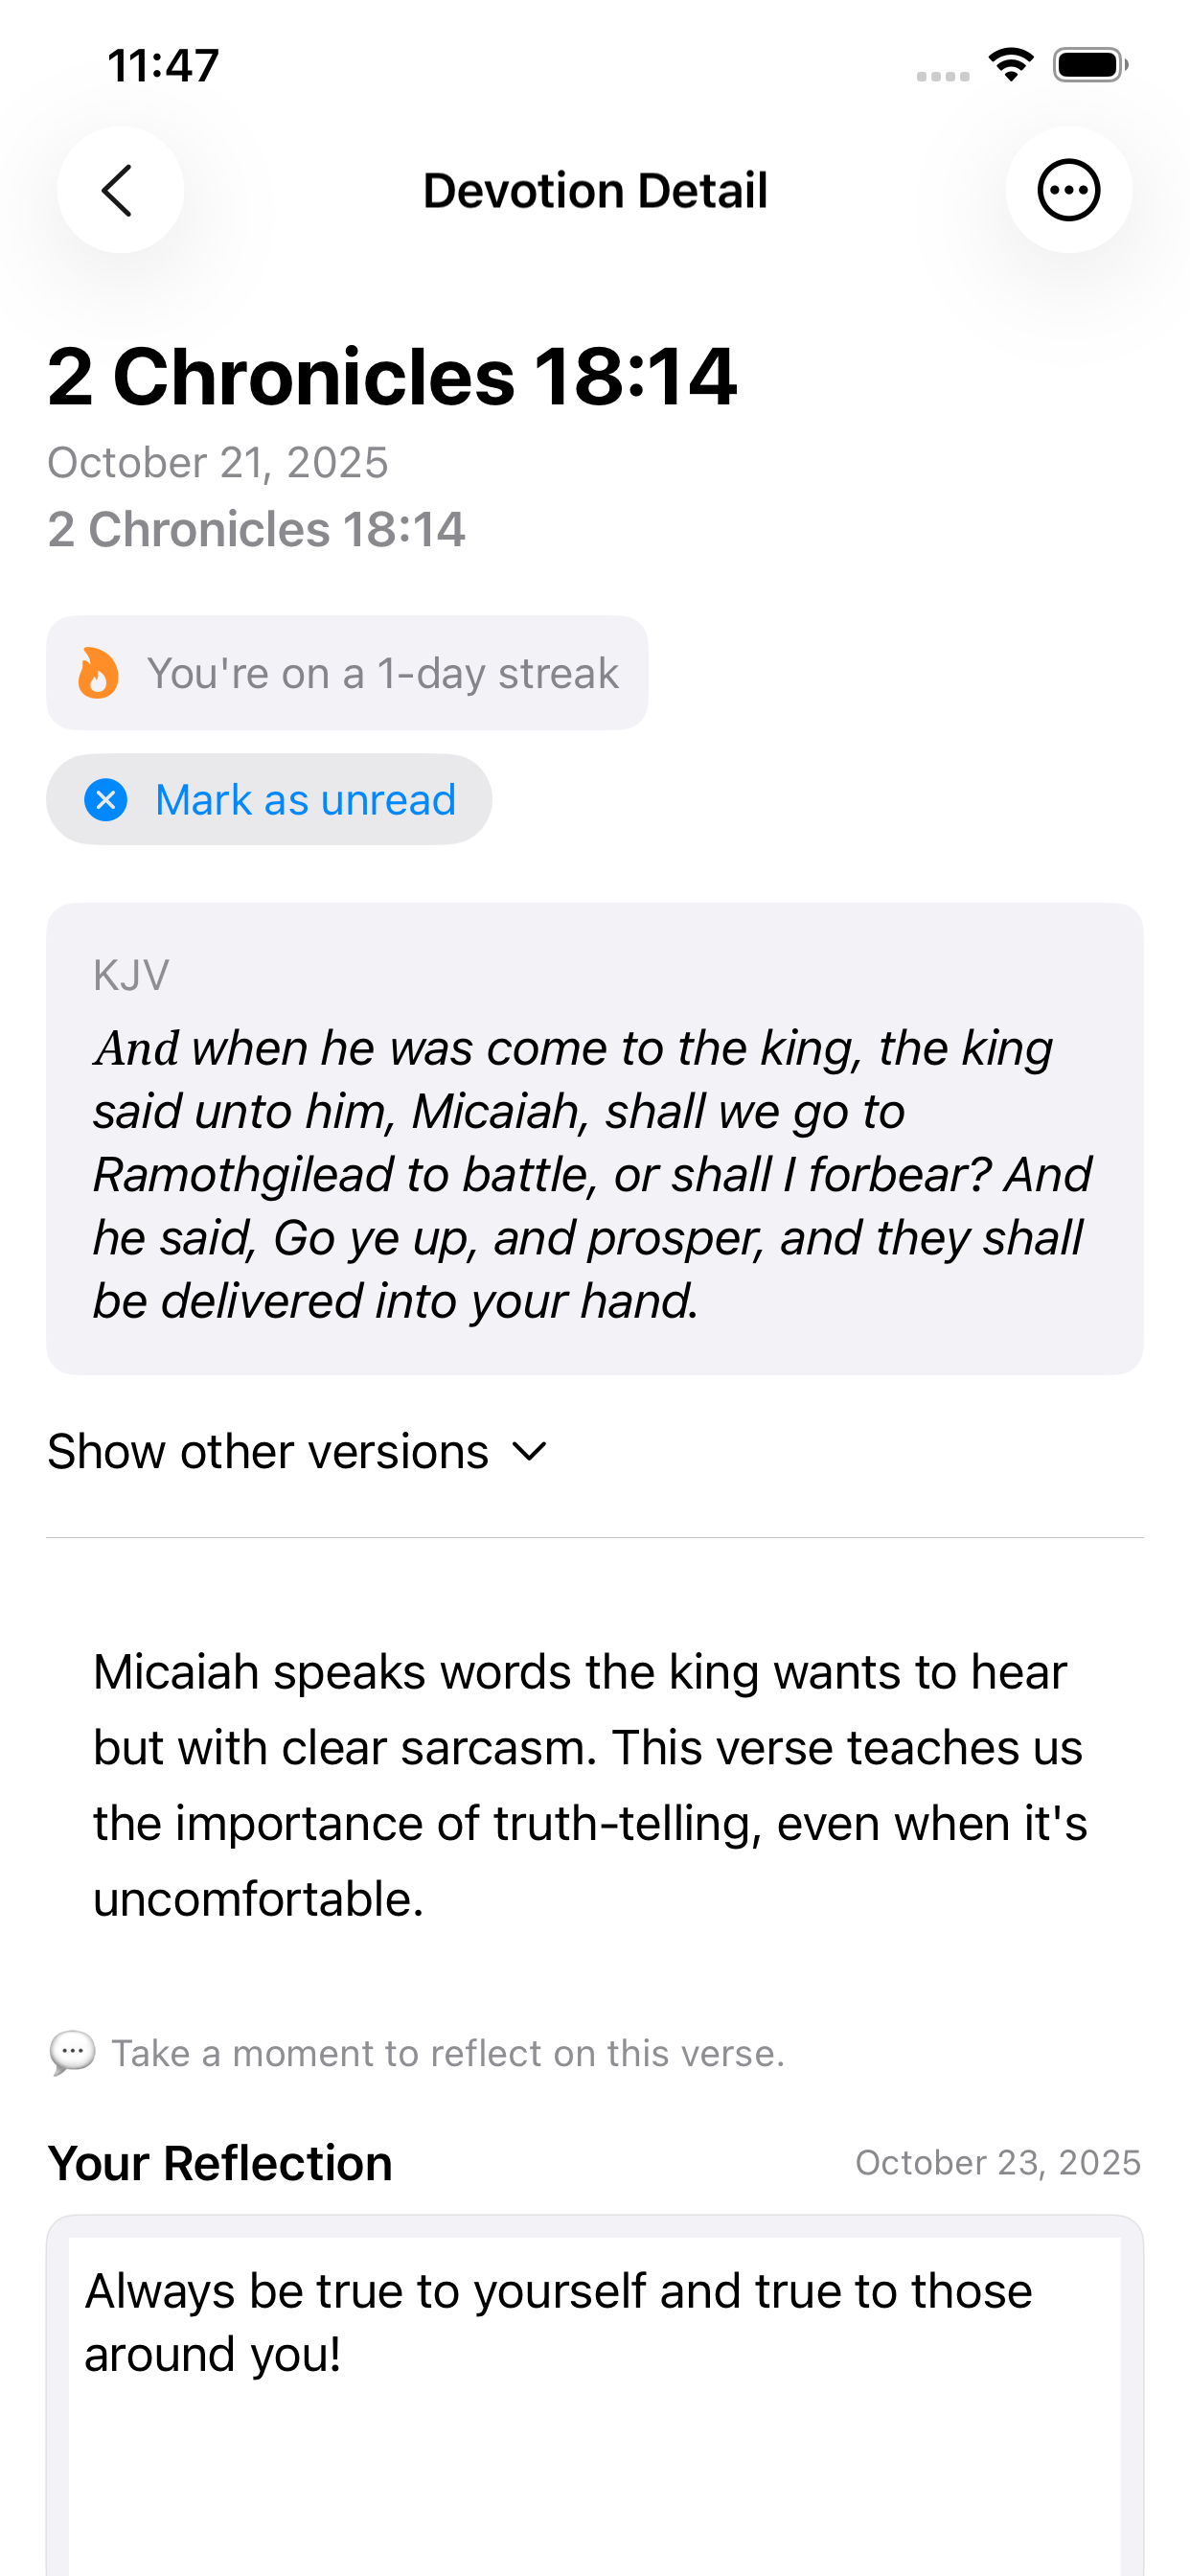 11:47
Devotion Detail
2 Chronicles 18:14
October 21, 2025
2 Chronicles 18:14
You're on a 1-day streak
Mark as unread
KJV
And when he was come to the king, the king
said unto him, Micaiah, shall we go to
Ramothgilead to battle, or shall I forbear? And
he said, Go ye up, and prosper, and they shall
be delivered into your hand.
Show other versions
Micaiah speaks words the king wants to hear
but with clear sarcasm. This verse teaches us
the importance of truth-telling, even when it's
uncomfortable.
Take a moment to reflect on this verse.
Your Reflection
October 23, 2025
Always be true to yourself and true to those
around you!